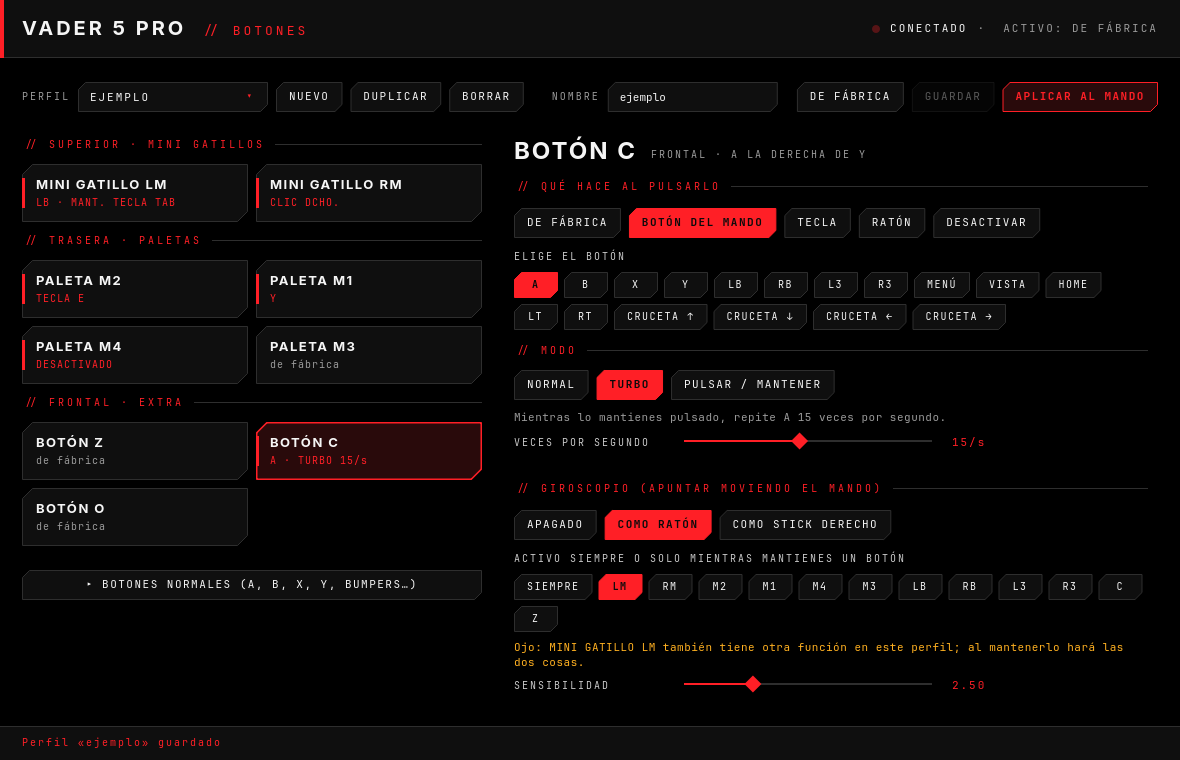 VADER 5 PRO // BOTONES
CONECTADO · ACTIVO: DE FÁBRICA
PERFIL EJEMPLO ▾ NUEVO DUPLICAR BORRAR NOMBRE ejemplo DE FÁBRICA GUARDAR APLICAR AL MANDO
// SUPERIOR · MINI GATILLOS
MINI GATILLO LM
LB · MANT. TECLA TAB
MINI GATILLO RM
CLIC DCHO.
// TRASERA · PALETAS
PALETA M2
TECLA E
PALETA M1
Y
PALETA M4
DESACTIVADO
PALETA M3
de fábrica
// FRONTAL · EXTRA
BOTÓN Z
de fábrica
BOTÓN C
A · TURBO 15/s
BOTÓN O
de fábrica
▸ BOTONES NORMALES (A, B, X, Y, BUMPERS…)
BOTÓN C FRONTAL · A LA DERECHA DE Y
// QUÉ HACE AL PULSARLO
DE FÁBRICA BOTÓN DEL MANDO TECLA RATÓN DESACTIVAR
ELIGE EL BOTÓN
A B X Y LB RB L3 R3 MENÚ VISTA HOME
LT RT CRUCETA ↑ CRUCETA ↓ CRUCETA ← CRUCETA →
// MODO
NORMAL TURBO PULSAR / MANTENER
Mientras lo mantienes pulsado, repite A 15 veces por segundo.
VECES POR SEGUNDO 15/s
// GIROSCOPIO (APUNTAR MOVIENDO EL MANDO)
APAGADO COMO RATÓN COMO STICK DERECHO
ACTIVO SIEMPRE O SOLO MIENTRAS MANTIENES UN BOTÓN
SIEMPRE LM RM M2 M1 M4 M3 LB RB L3 R3 C
Z
Ojo: MINI GATILLO LM también tiene otra función en este perfil; al mantenerlo hará las
dos cosas.
SENSIBILIDAD 2.50
Perfil «ejemplo» guardado